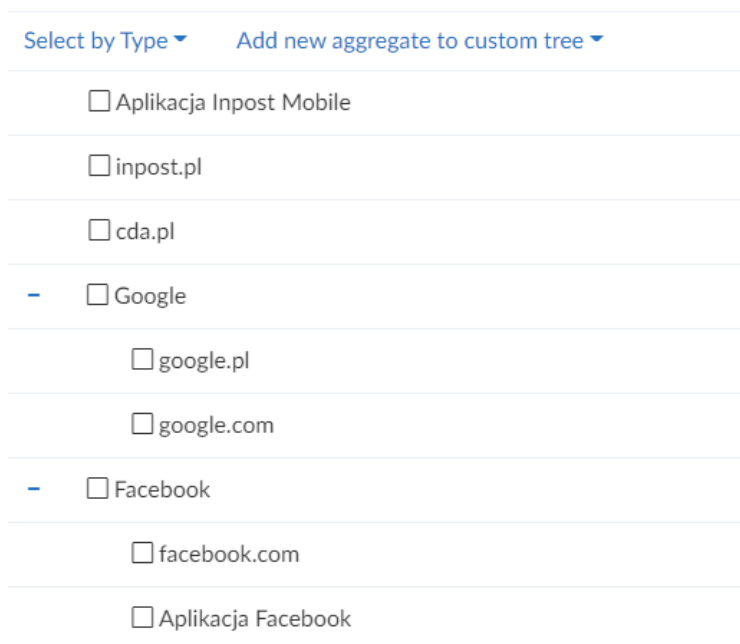 Select by Type Add new aggregate to custom tree
Aplikacja Inpost Mobile
inpost.pl
cda.pl
Google
google.pl
google.com
Facebook
facebook.com
Aplikacja Facebook